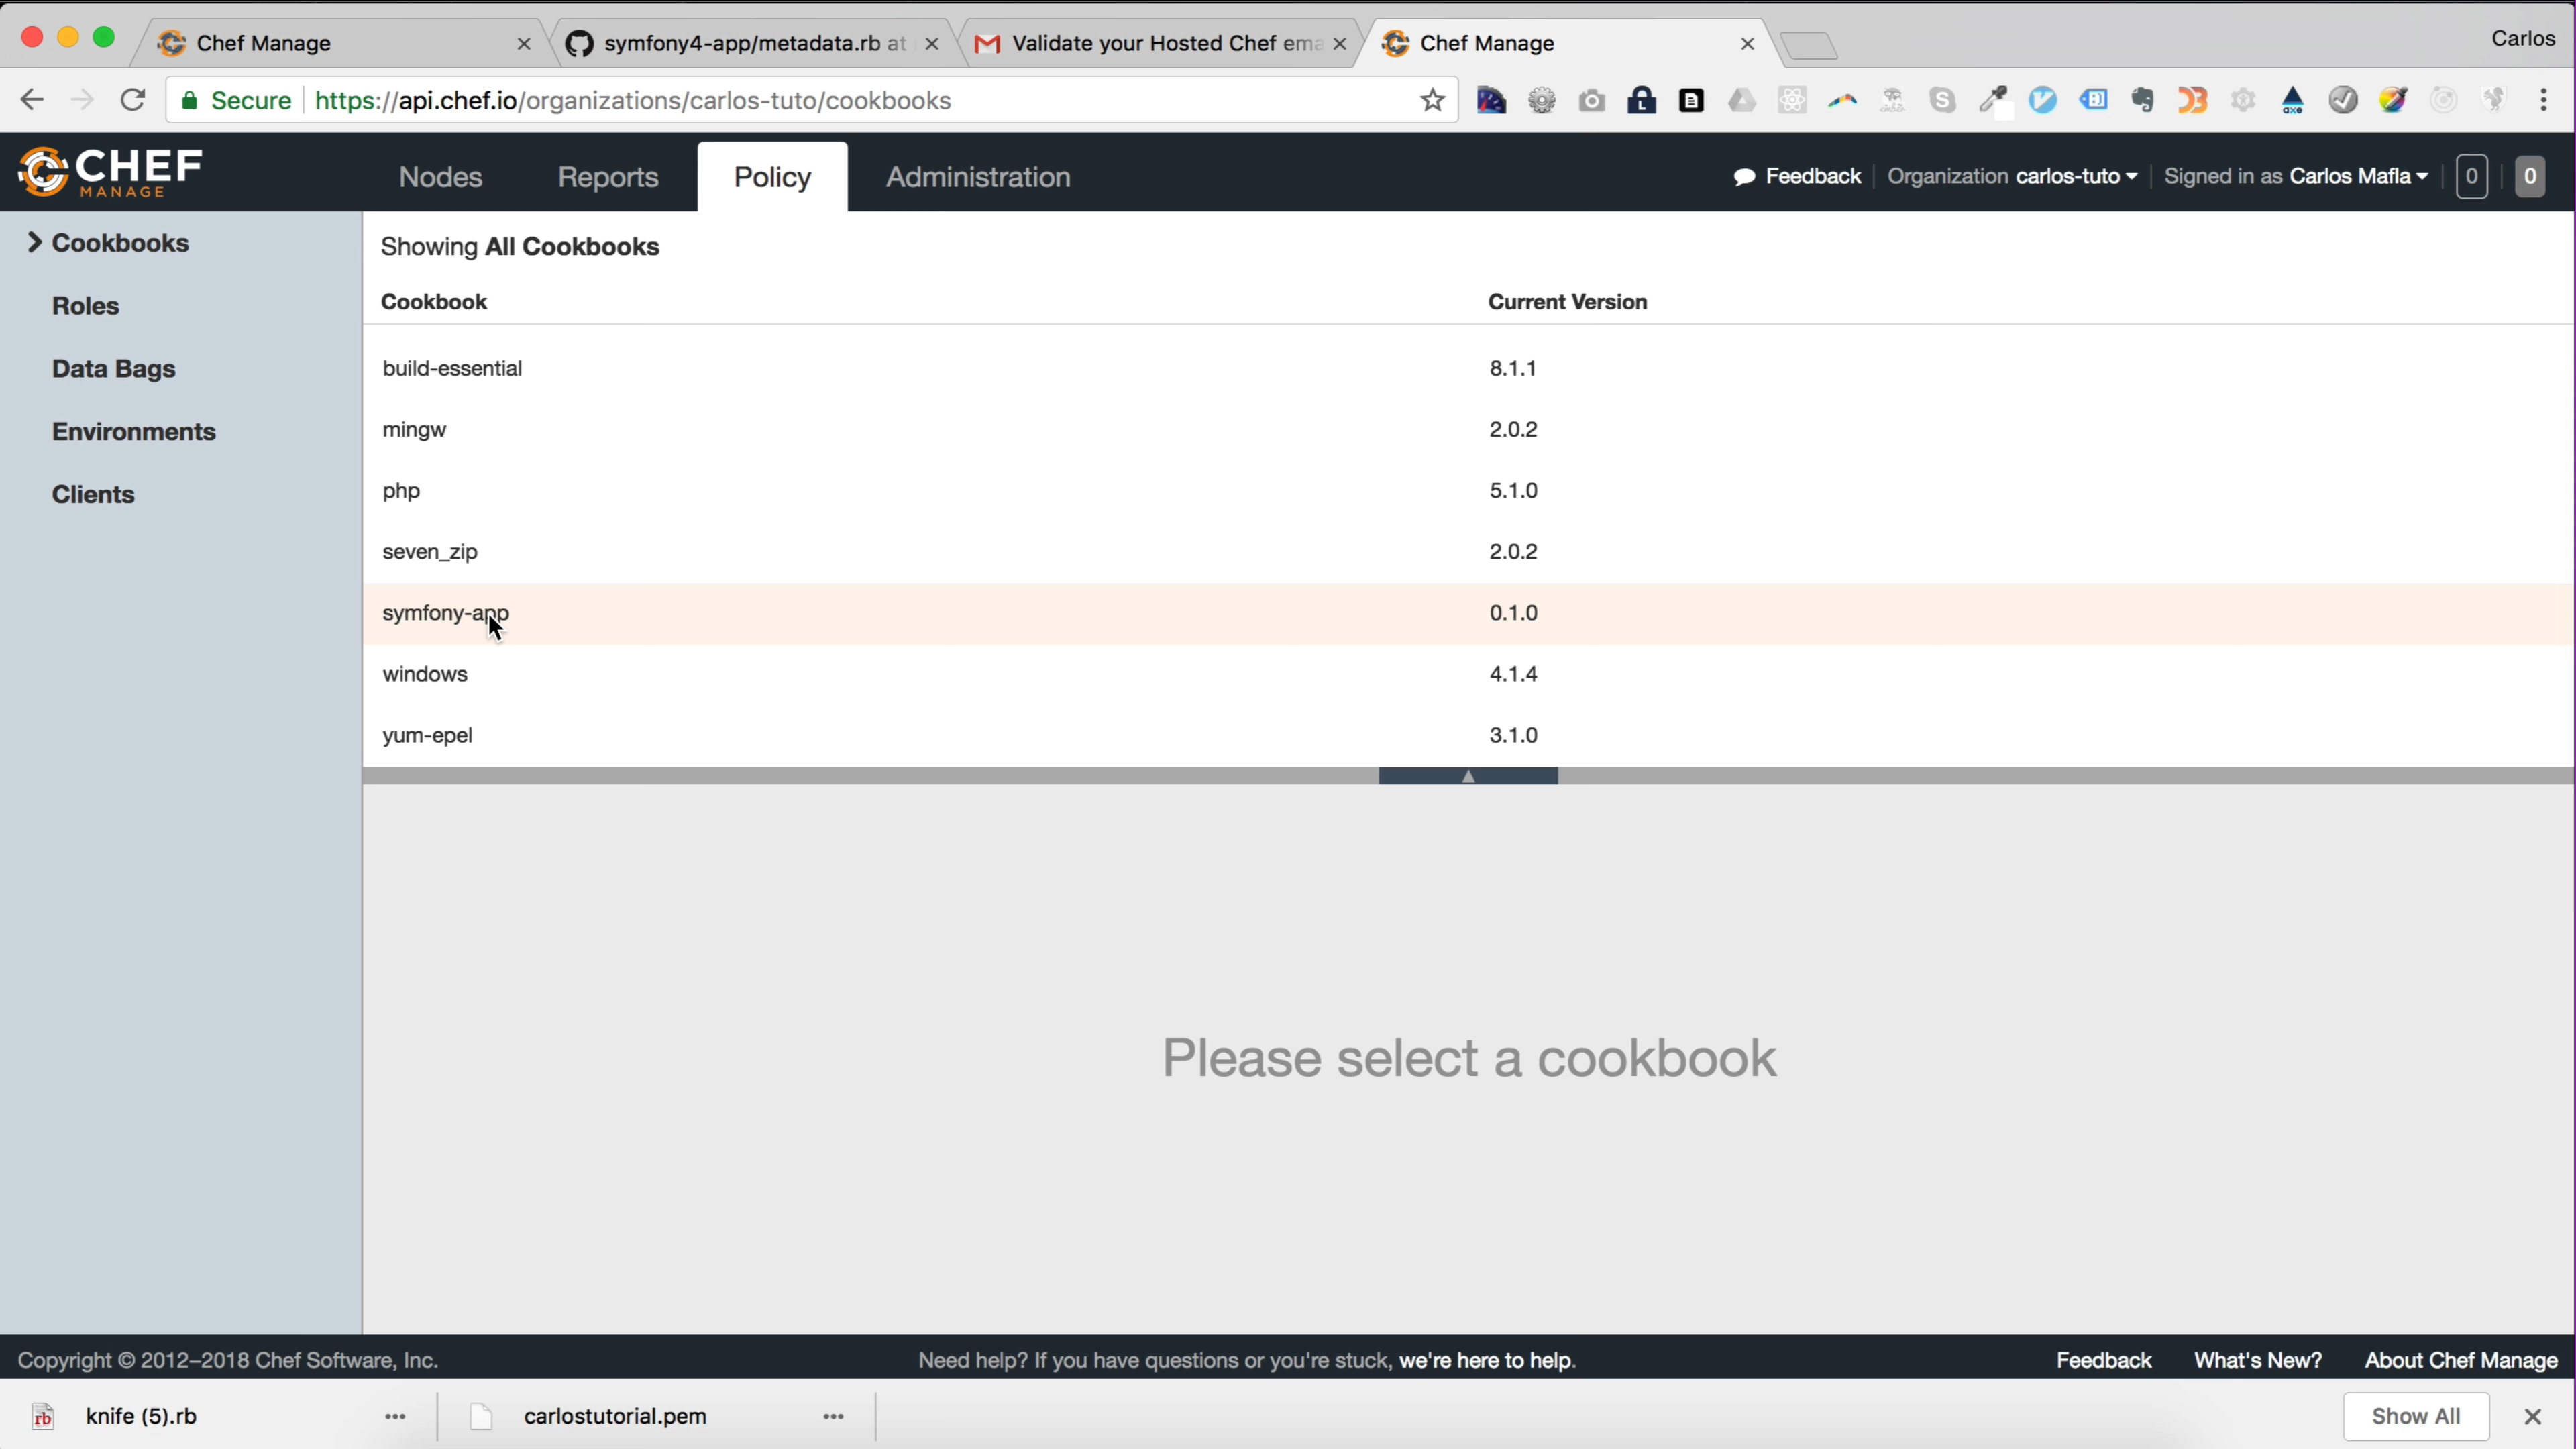 Chef Manage
symfony4-app/metadata.rb at
Validate your Hosted Chef ema
Chef Manage
Carlos
Secure https://api.chef.io/organizations/carlos-tuto/cookbooks
CHEF MANAGE
Nodes
Reports
Policy
Administration
Feedback
Organization carlos-tuto
Signed in as Carlos Mafla
0
0
Cookbooks
Roles
Data Bags
Environments
Clients
Showing All Cookbooks
Cookbook Current Version
build-essential 8.1.1
mingw 2.0.2
php 5.1.0
seven_zip 2.0.2
symfony-app 0.1.0
windows 4.1.4
yum-epel 3.1.0
Please select a cookbook
Copyright © 2012–2018 Chef Software, Inc.
Need help? If you have questions or you're stuck, we're here to help.
Feedback
What's New?
About Chef Manage
rb
knife (5).rb
carlostutorial.pem
Show All